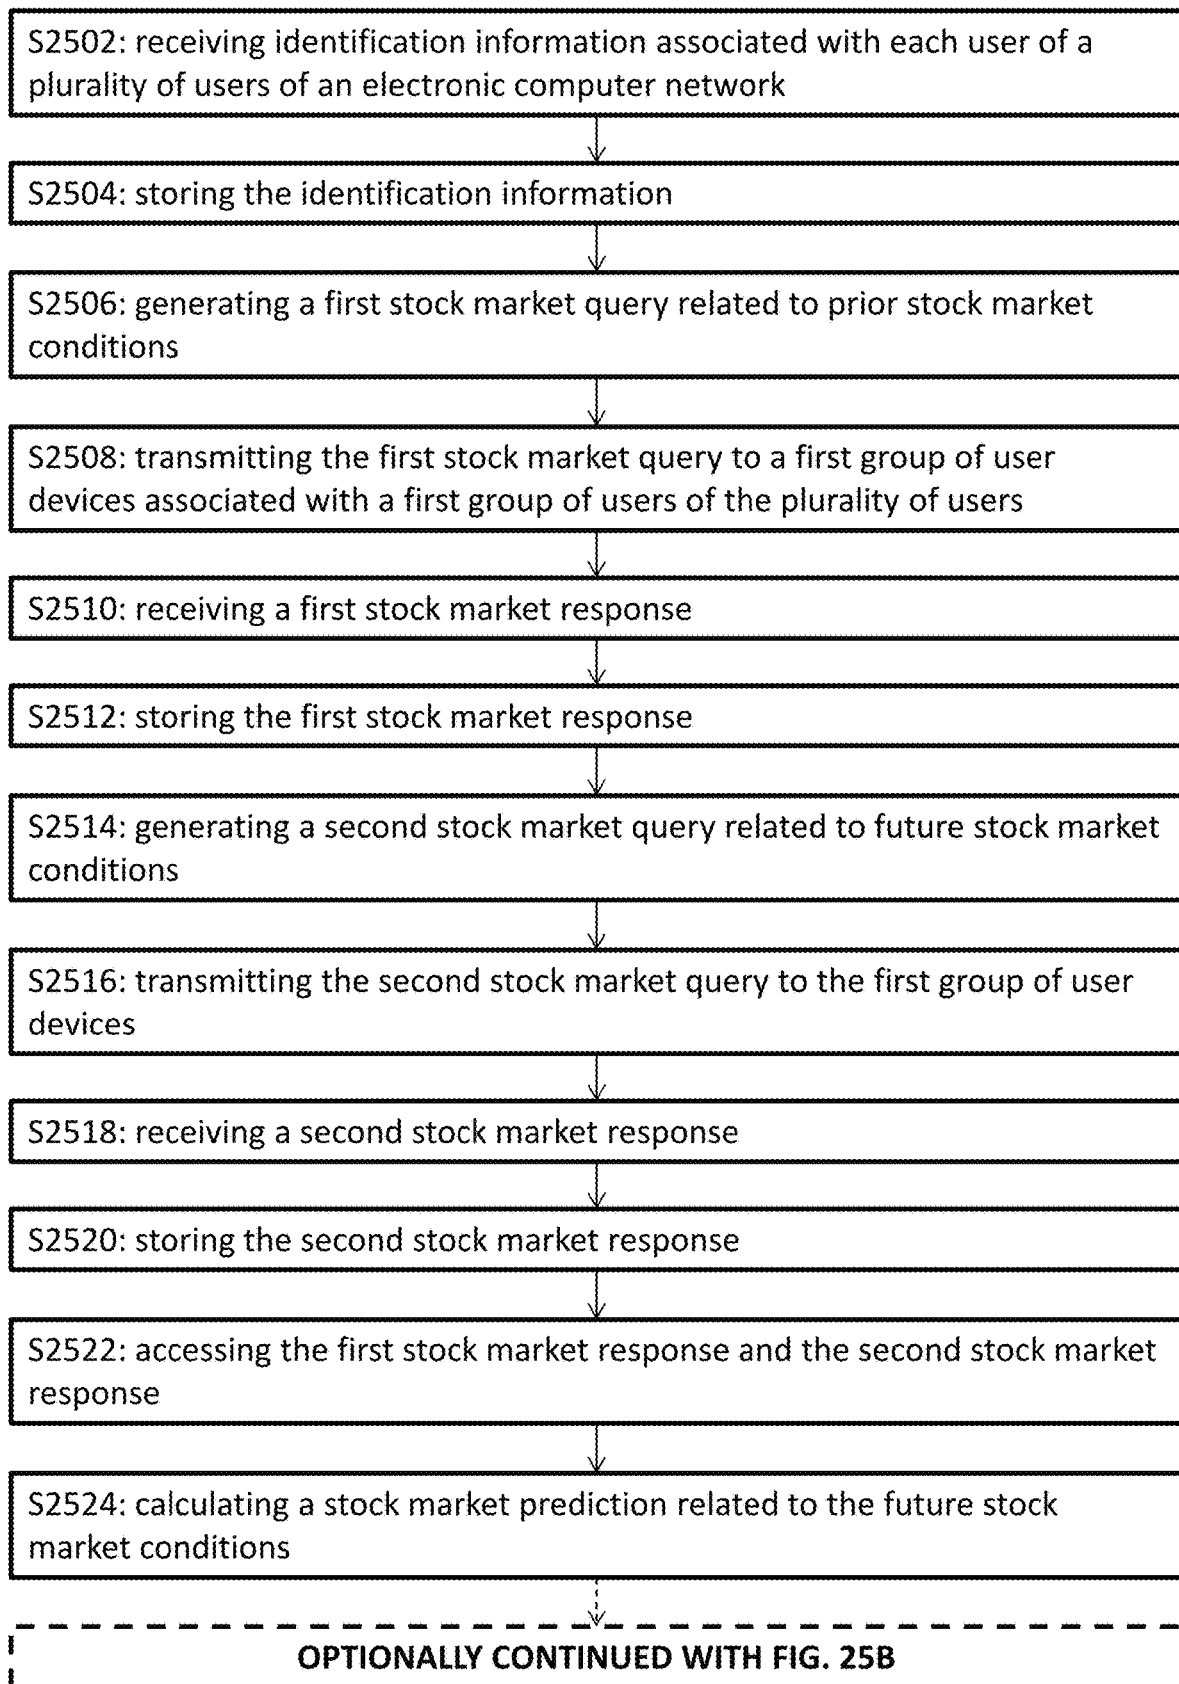 S2502: receiving identification information associated with each user of a
plurality of users of an electronic computer network
S2504: storing the identification information
S2506: generating a first stock market query related to prior stock market
conditions
S2508: transmitting the first stock market query to a first group of user
devices associated with a first group of users of the plurality of users
S2510: receiving a first stock market response
S2512: storing the first stock market response
S2514: generating a second stock market query related to future stock market
conditions
S2516: transmitting the second stock market query to the first group of user
devices
S2518: receiving a second stock market response
S2520: storing the second stock market response
S2522: accessing the first stock market response and the second stock market
response
S2524: calculating a stock market prediction related to the future stock
market conditions
OPTIONALLY CONTINUED WITH FIG. 25B